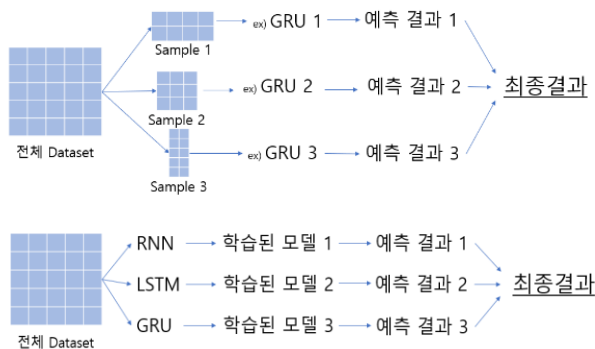 전체 Dataset
Sample 1
ex) GRU 1
예측 결과 1
Sample 2
ex) GRU 2
예측 결과 2
Sample 3
ex) GRU 3
예측 결과 3
최종결과
전체 Dataset
RNN
학습된 모델 1
예측 결과 1
LSTM
학습된 모델 2
예측 결과 2
GRU
학습된 모델 3
예측 결과 3
최종결과